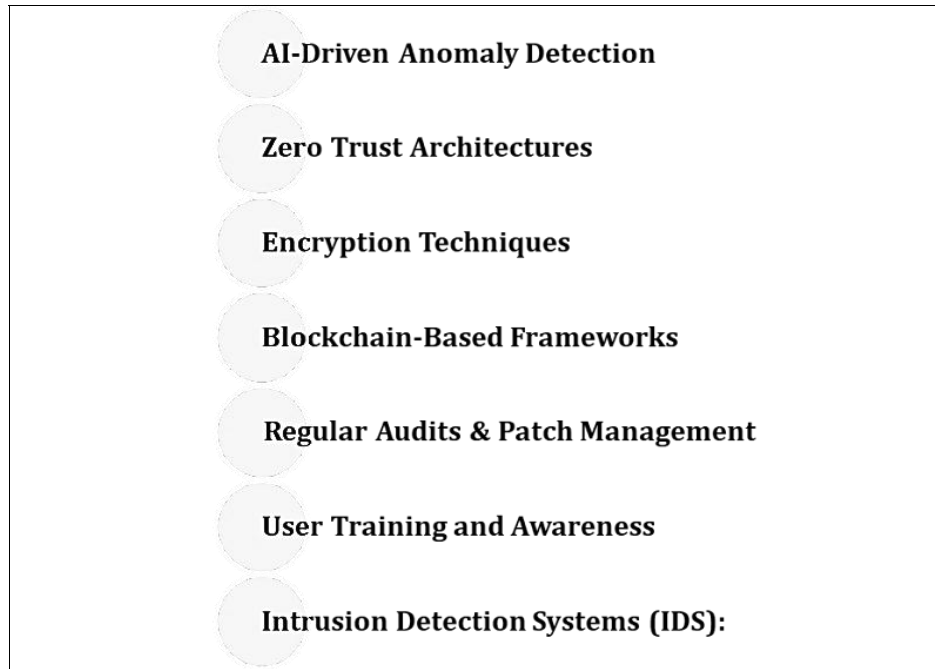 AI-Driven Anomaly Detection
Zero Trust Architectures
Encryption Techniques
Blockchain-Based Frameworks
Regular Audits & Patch Management
User Training and Awareness
Intrusion Detection Systems (IDS):